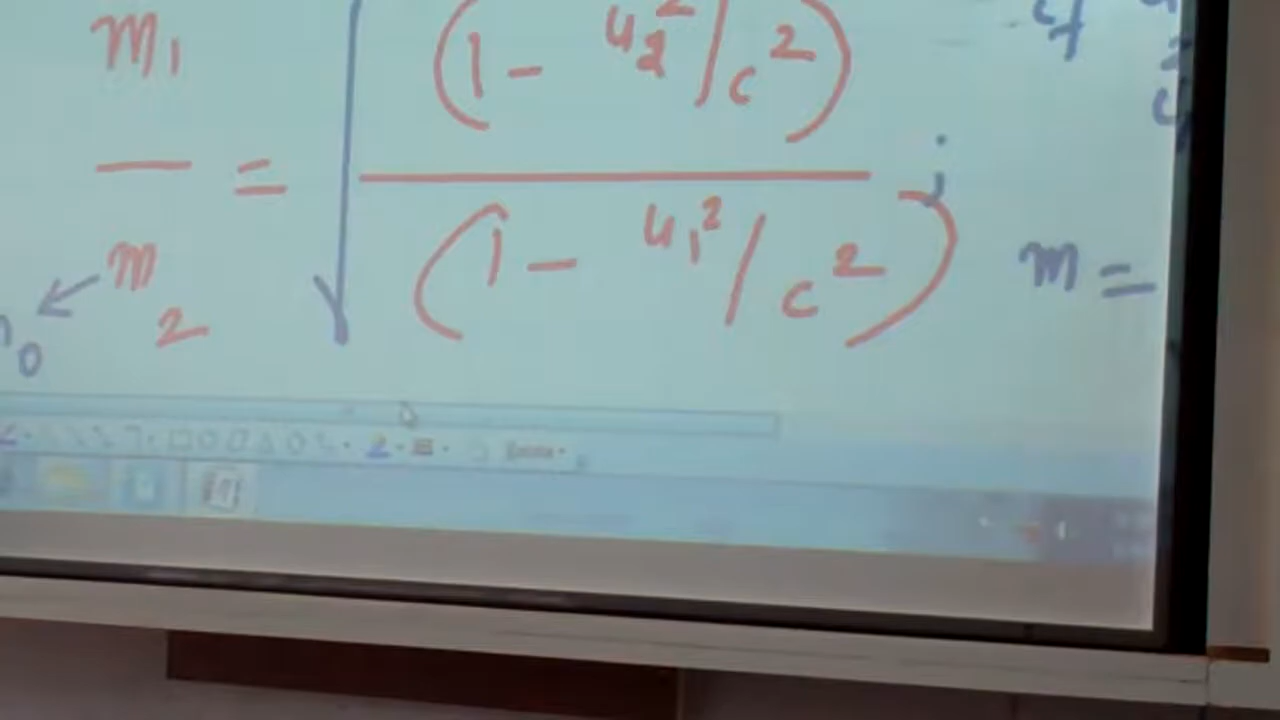 m₁ / m₂ = √ (1 - u₂²/c²) / (1 - u₁²/c²) ;
m =